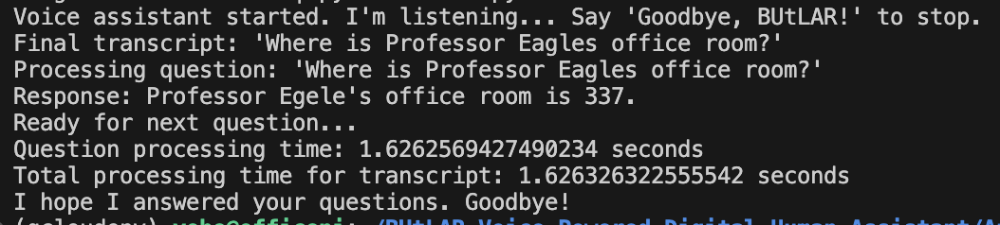 Voice assistant started. I'm listening... Say 'Goodbye, BUtLAR!' to stop.
Final transcript: 'Where is Professor Eagles office room?'
Processing question: 'Where is Professor Eagles office room?'
Response: Professor Egele's office room is 337.
Ready for next question...
Question processing time: 1.6262569427490234 seconds
Total processing time for transcript: 1.626326322555542 seconds
I hope I answered your questions. Goodbye!